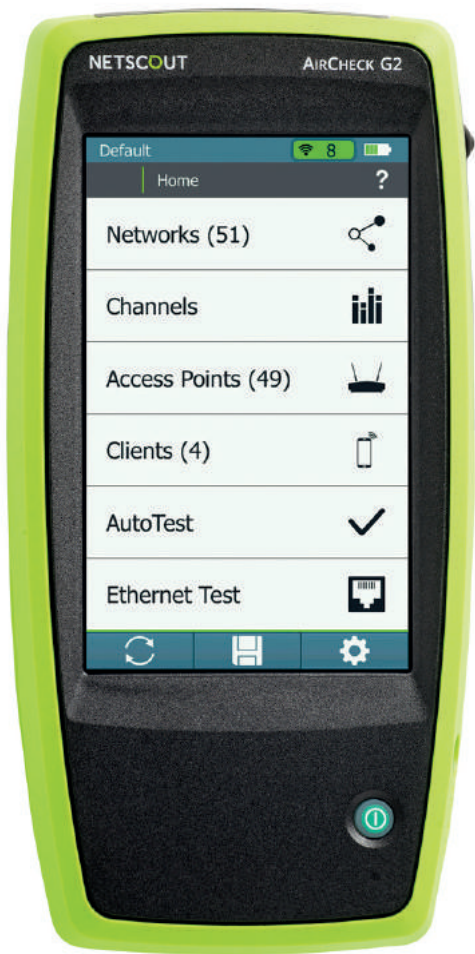 NETSCOUT AIRCHECK G2
Default 8
Home ?
Networks (51)
Channels
Access Points (49)
Clients (4)
AutoTest
Ethernet Test